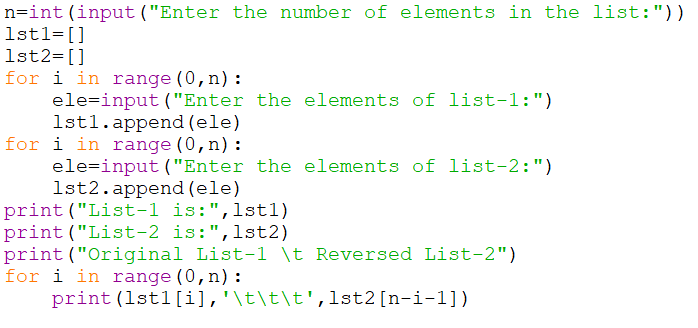 n=int(input("Enter the number of elements in the list:"))
lst1=[]
lst2=[]
for i in range(0,n):
    ele=input("Enter the elements of list-1:")
    lst1.append(ele)
for i in range(0,n):
    ele=input("Enter the elements of list-2:")
    lst2.append(ele)
print("List-1 is:",lst1)
print("List-2 is:",lst2)
print("Original List-1 \t Reversed List-2")
for i in range(0,n):
    print(lst1[i],'\t\t\t',lst2[n-i-1])